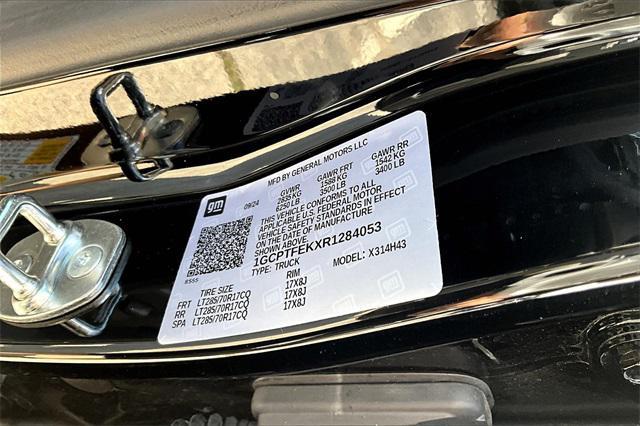 MFD BY GENERAL MOTORS LLC
gm
09/24
GVWR GAWR FRT GAWR RR
2835 KG 1588 KG 1542 KG
6250 LB 3500 LB 3400 LB
THIS VEHICLE CONFORMS TO ALL
APPLICABLE U.S. FEDERAL MOTOR
VEHICLE SAFETY STANDARDS IN EFFECT
ON THE DATE OF MANUFACTURE
SHOWN ABOVE.
1GCPTFEKXR1284053
TYPE: TRUCK MODEL: X314H43
TIRE SIZE RIM
FRT LT285/70R17CQ 17X8J
RR LT285/70R17CQ 17X8J
SPA LT285/70R17CQ 17X8J